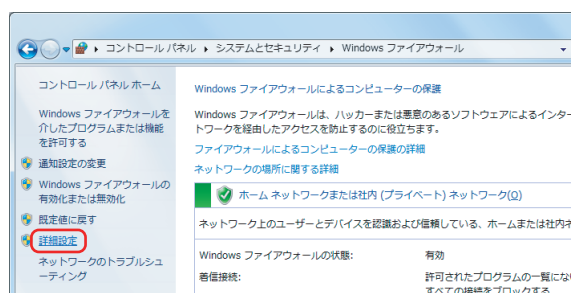 コントロール パネル ▸ システムとセキュリティ ▸ Windows ファイアウォール
コントロール パネル ホーム
Windows ファイアウォールを
介したプログラムまたは機能
を許可する
通知設定の変更
Windows ファイアウォールの
有効化または無効化
既定値に戻す
詳細設定
ネットワークのトラブルシュ
ーティング
Windows ファイアウォールによるコンピューターの保護
Windows ファイアウォールは、ハッカーまたは悪意のあるソフトウェアによるインター
トワークを経由したアクセスを防止するのに役立ちます。
ファイアウォールによるコンピューターの保護の詳細
ネットワークの場所に関する詳細
ホーム ネットワークまたは社内 (プライベート) ネットワーク(O)
ネットワーク上のユーザーとデバイスを認識および信頼している、ホームまたは社内ネ
Windows ファイアウォールの状態: 有効
着信接続: 許可されたプログラムの一覧にない
すべての接続をブロックする